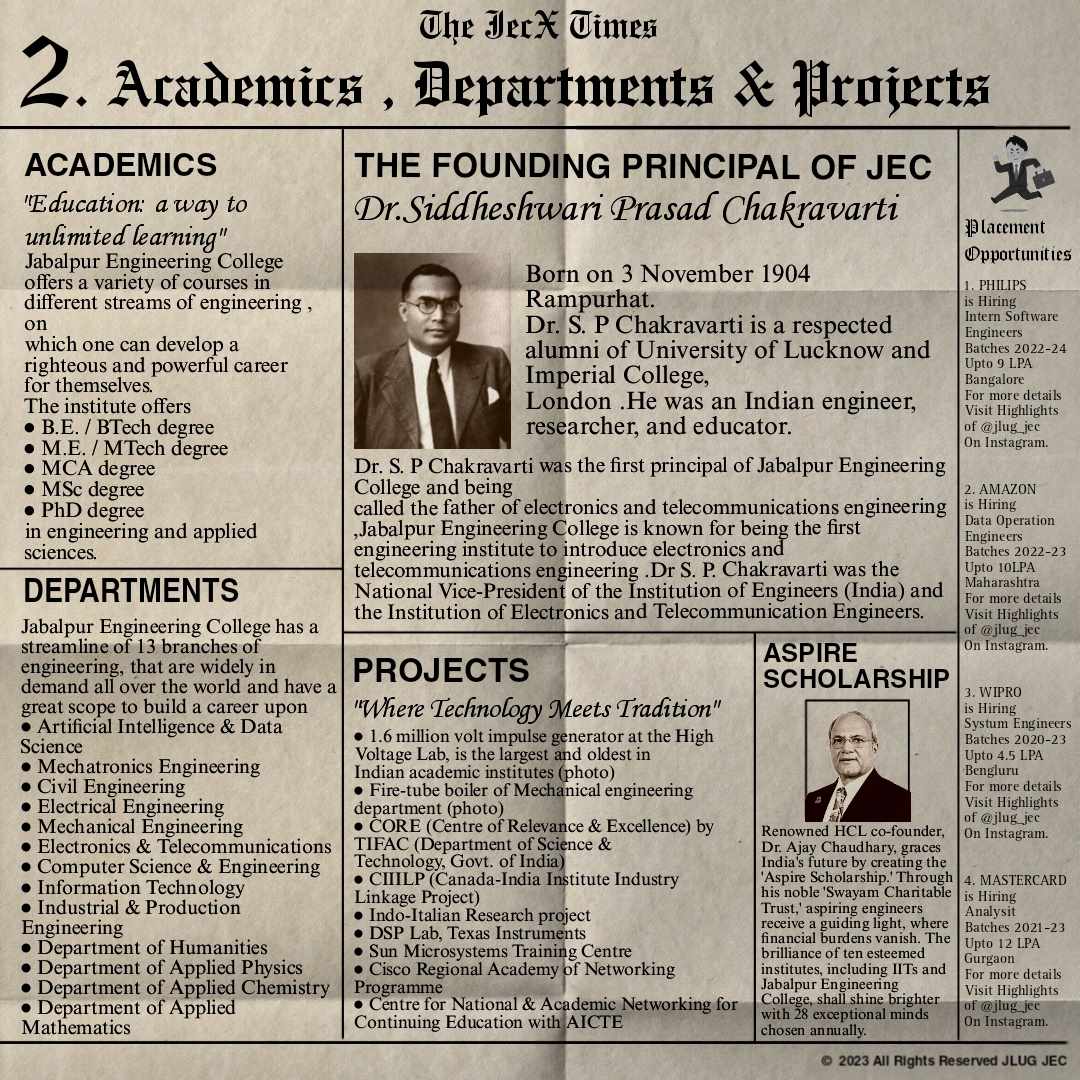 The JecX Times
2. Academics , Departments & Projects
ACADEMICS
"Education: a way to
unlimited learning"
Jabalpur Engineering College
offers a variety of courses in
different streams of engineering ,
on
which one can develop a
righteous and powerful career
for themselves.
The institute offers
● B.E. / BTech degree
● M.E. / MTech degree
● MCA degree
● MSc degree
● PhD degree
in engineering and applied
sciences.
DEPARTMENTS
Jabalpur Engineering College has a
streamline of 13 branches of
engineering, that are widely in
demand all over the world and have a
great scope to build a career upon
● Artificial Intelligence & Data
Science
● Mechatronics Engineering
● Civil Engineering
● Electrical Engineering
● Mechanical Engineering
● Electronics & Telecommunications
● Computer Science & Engineering
● Information Technology
● Industrial & Production
Engineering
● Department of Humanities
● Department of Applied Physics
● Department of Applied Chemistry
● Department of Applied
Mathematics
THE FOUNDING PRINCIPAL OF JEC
Dr.Siddheshwari Prasad Chakravarti
Born on 3 November 1904
Rampurhat.
Dr. S. P Chakravarti is a respected
alumni of University of Lucknow and
Imperial College,
London .He was an Indian engineer,
researcher, and educator.
Dr. S. P Chakravarti was the first principal of Jabalpur Engineering
College and being
called the father of electronics and telecommunications engineering
,Jabalpur Engineering College is known for being the first
engineering institute to introduce electronics and
telecommunications engineering .Dr S. P. Chakravarti was the
National Vice-President of the Institution of Engineers (India) and
the Institution of Electronics and Telecommunication Engineers.
PROJECTS
"Where Technology Meets Tradition"
● 1.6 million volt impulse generator at the High
Voltage Lab, is the largest and oldest in
Indian academic institutes (photo)
● Fire-tube boiler of Mechanical engineering
department (photo)
● CORE (Centre of Relevance & Excellence) by
TIFAC (Department of Science &
Technology, Govt. of India)
● CIIILP (Canada-India Institute Industry
Linkage Project)
● Indo-Italian Research project
● DSP Lab, Texas Instruments
● Sun Microsystems Training Centre
● Cisco Regional Academy of Networking
Programme
● Centre for National & Academic Networking for
Continuing Education with AICTE
ASPIRE
SCHOLARSHIP
Renowned HCL co-founder,
Dr. Ajay Chaudhary, graces
India's future by creating the
'Aspire Scholarship.' Through
his noble 'Swayam Charitable
Trust,' aspiring engineers
receive a guiding light, where
financial burdens vanish. The
brilliance of ten esteemed
institutes, including IITs and
Jabalpur Engineering
College, shall shine brighter
with 28 exceptional minds
chosen annually.
Placement
Opportunities
1. PHILIPS
is Hiring
Intern Software
Engineers
Batches 2022-24
Upto 9 LPA
Bangalore
For more details
Visit Highlights
of @jlug_jec
On Instagram.
2. AMAZON
is Hiring
Data Operation
Engineers
Batches 2022-23
Upto 10LPA
Maharashtra
For more details
Visit Highlights
of @jlug_jec
On Instagram.
3. WIPRO
is Hiring
Systum Engineers
Batches 2020-23
Upto 4.5 LPA
Bengluru
For more details
Visit Highlights
of @jlug_jec
On Instagram.
4. MASTERCARD
is Hiring
Analysit
Batches 2021-23
Upto 12 LPA
Gurgaon
For more details
Visit Highlights
of @jlug_jec
On Instagram.
© 2023 All Rights Reserved JLUG JEC